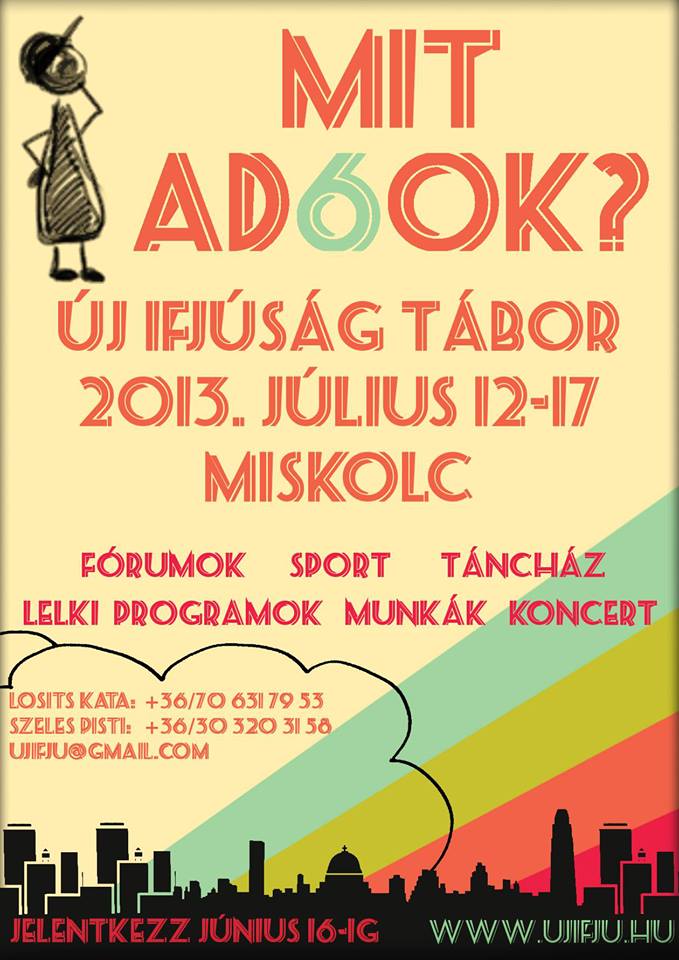 MIT
AD6OK?
ÚJ IFJÚSÁG TÁBOR
2013. JÚLIUS 12-17
MISKOLC
FÓRUMOK SPORT TÁNCHÁZ
LELKI PROGRAMOK MUNKÁK KONCERT
LOSITS KATA: +36/70 631 79 53
SZELES PISTI: +36/30 320 31 58
UJIFJU@GMAIL.COM
JELENTKEZZ JÚNIUS 16-IG
WWW.UJIFJU.HU